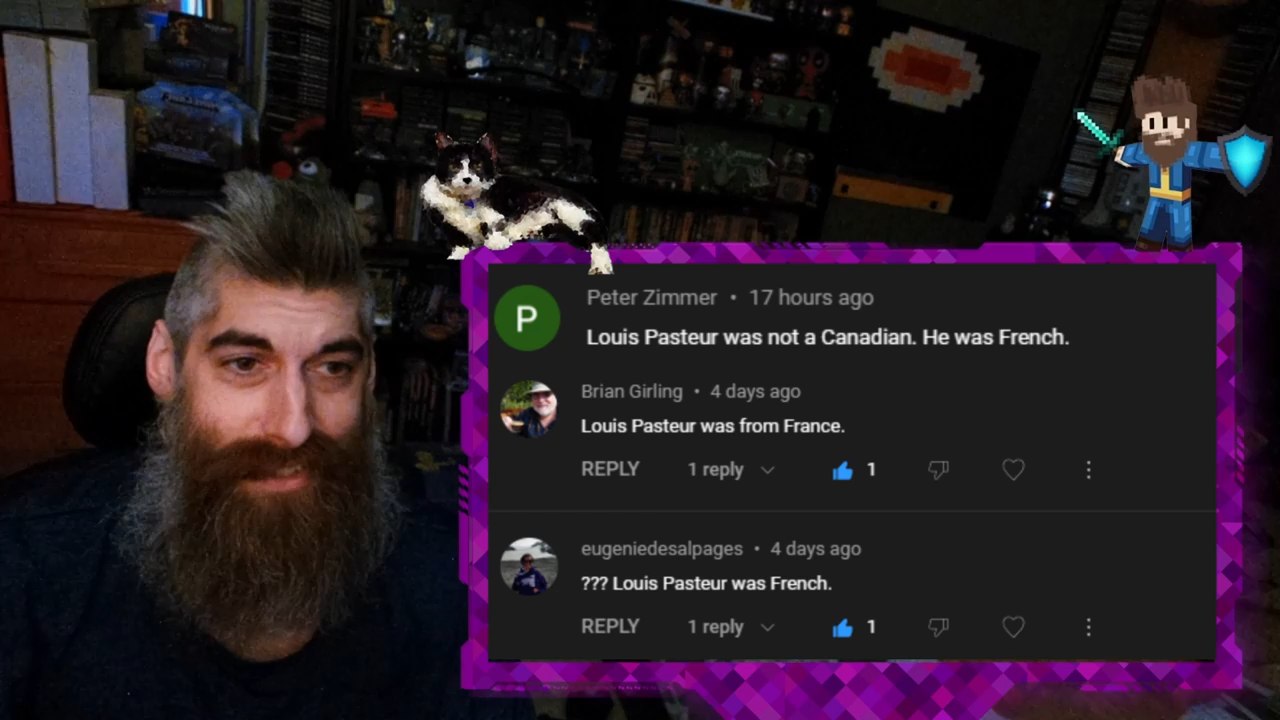 P
Peter Zimmer • 17 hours ago
Louis Pasteur was not a Canadian. He was French.
Brian Girling • 4 days ago
Louis Pasteur was from France.
REPLY 1 reply 1
eugeniedesalpages • 4 days ago
??? Louis Pasteur was French.
REPLY 1 reply 1